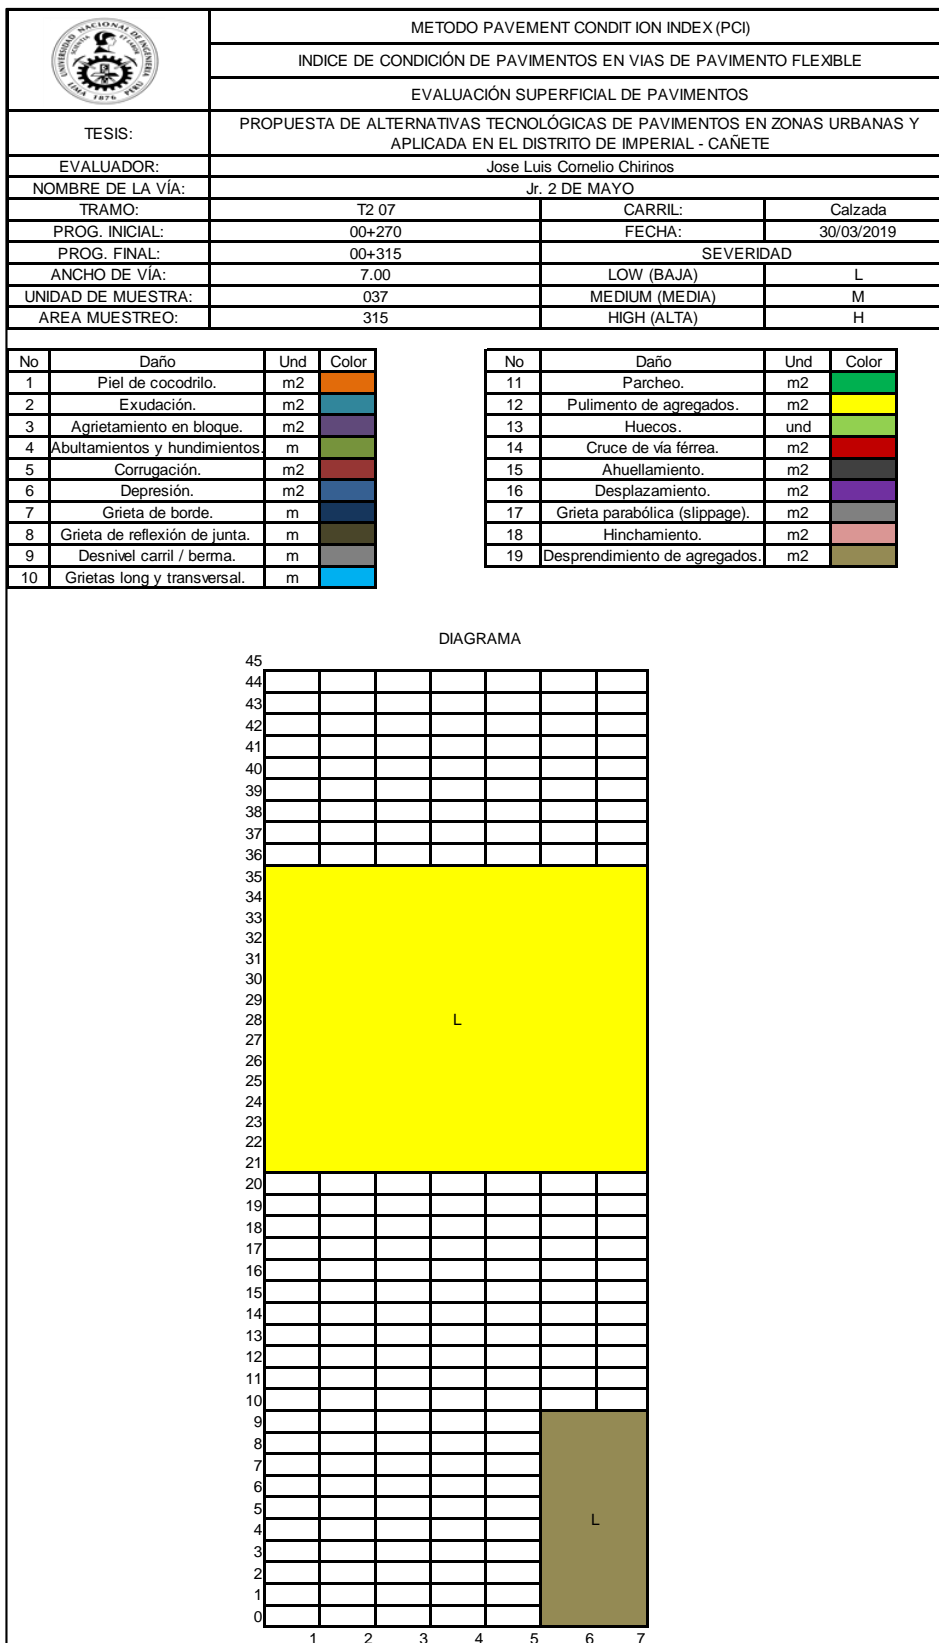 UNIVERSIDAD NACIONAL DE INGENIERIA
SCIENTIA ET LABOR
LIMA 1876 PERU
METODO PAVEMENT CONDIT ION INDEX (PCI)
INDICE DE CONDICIÓN DE PAVIMENTOS EN VIAS DE PAVIMENTO FLEXIBLE
EVALUACIÓN SUPERFICIAL DE PAVIMENTOS
TESIS: PROPUESTA DE ALTERNATIVAS TECNOLÓGICAS DE PAVIMENTOS EN ZONAS URBANAS Y
APLICADA EN EL DISTRITO DE IMPERIAL - CAÑETE
EVALUADOR: Jose Luis Cornelio Chirinos
NOMBRE DE LA VÍA: Jr. 2 DE MAYO
TRAMO: T2 07 CARRIL: Calzada
PROG. INICIAL: 00+270 FECHA: 30/03/2019
PROG. FINAL: 00+315 SEVERIDAD
ANCHO DE VÍA: 7.00 LOW (BAJA) L
UNIDAD DE MUESTRA: 037 MEDIUM (MEDIA) M
AREA MUESTREO: 315 HIGH (ALTA) H
No Daño Und Color
1 Piel de cocodrilo. m2
2 Exudación. m2
3 Agrietamiento en bloque. m2
4 Abultamientos y hundimientos. m
5 Corrugación. m2
6 Depresión. m2
7 Grieta de borde. m
8 Grieta de reflexión de junta. m
9 Desnivel carril / berma. m
10 Grietas long y transversal. m
No Daño Und Color
11 Parcheo. m2
12 Pulimento de agregados. m2
13 Huecos. und
14 Cruce de vía férrea. m2
15 Ahuellamiento. m2
16 Desplazamiento. m2
17 Grieta parabólica (slippage). m2
18 Hinchamiento. m2
19 Desprendimiento de agregados. m2
DIAGRAMA
45
44
43
42
41
40
39
38
37
36
35
34
33
32
31
30
29
28 L
27
26
25
24
23
22
21
20
19
18
17
16
15
14
13
12
11
10
9
8
7
6
5
4 L
3
2
1
0
1 2 3 4 5 6 7